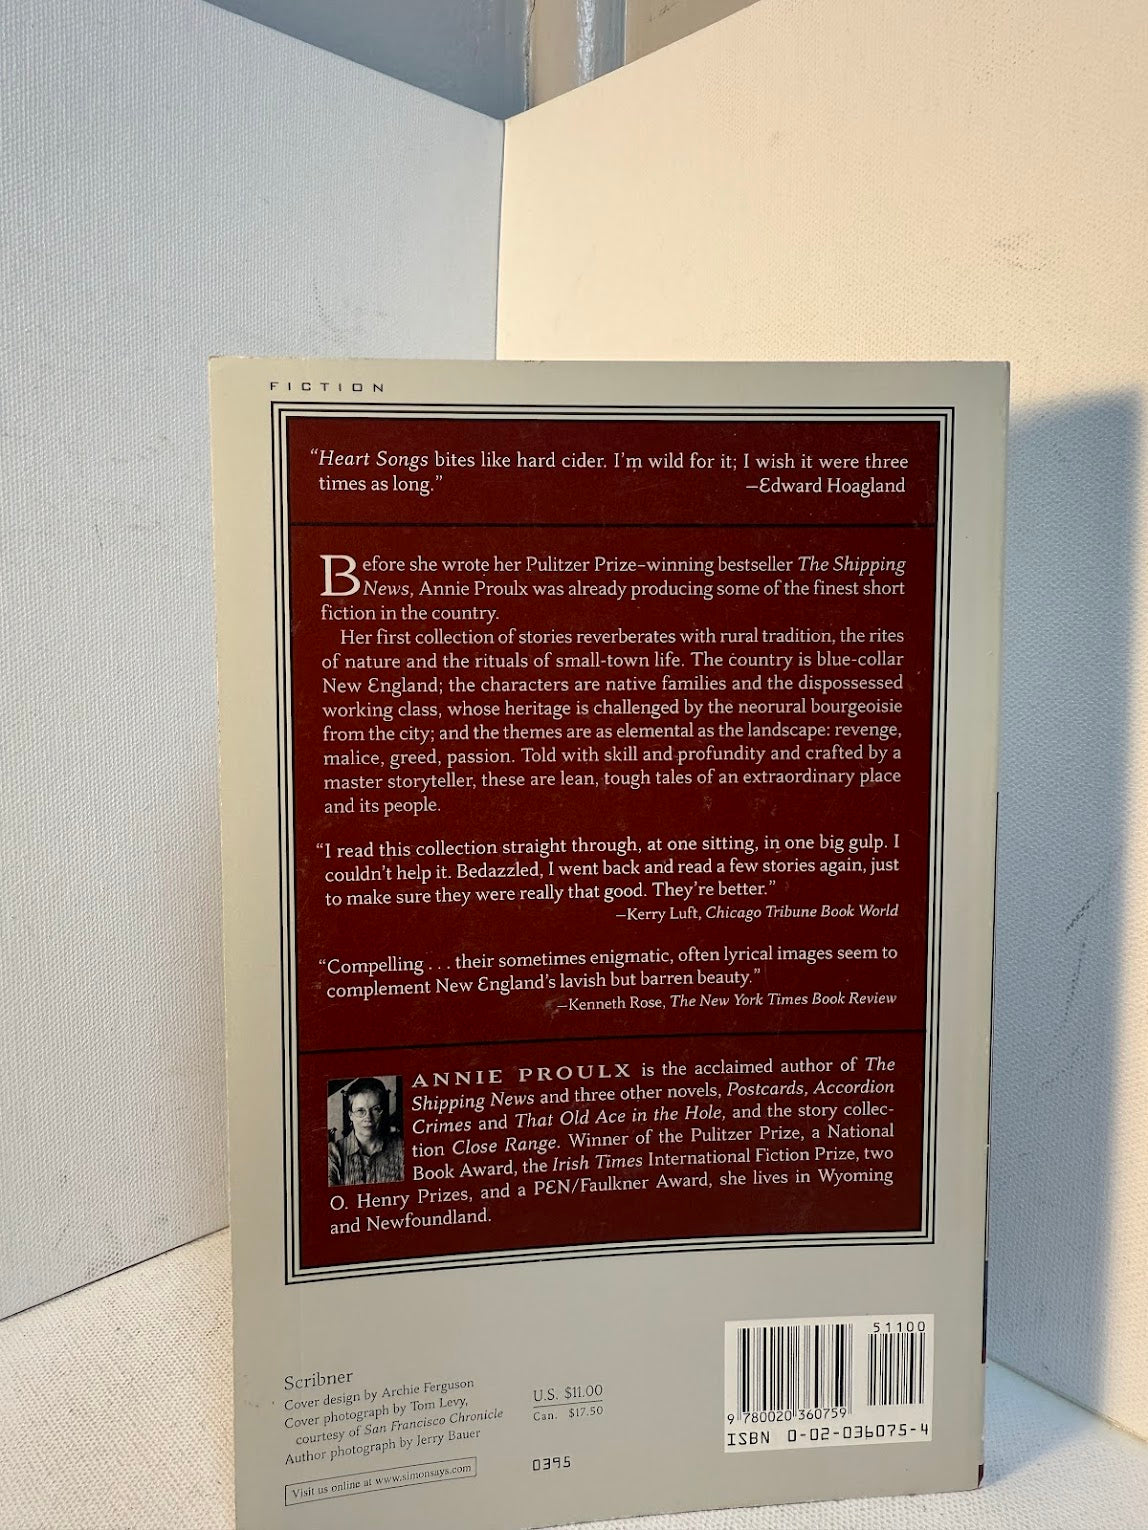 FICTION
“Heart Songs bites like hard cider. I’m wild for it; I wish it were three
times as long.” —Edward Hoagland
Before she wrote her Pulitzer Prize–winning bestseller The Shipping
News, Annie Proulx was already producing some of the finest short
fiction in the country.
Her first collection of stories reverberates with rural tradition, the rites
of nature and the rituals of small-town life. The country is blue-collar
New England; the characters are native families and the dispossessed
working class, whose heritage is challenged by the neorural bourgeoisie
from the city; and the themes are as elemental as the landscape: revenge,
malice, greed, passion. Told with skill and profundity and crafted by a
master storyteller, these are lean, tough tales of an extraordinary place
and its people.
“I read this collection straight through, at one sitting, in one big gulp. I
couldn’t help it. Bedazzled, I went back and read a few stories again, just
to make sure they were really that good. They’re better.”
—Kerry Luft, Chicago Tribune Book World
“Compelling . . . their sometimes enigmatic, often lyrical images seem to
complement New England’s lavish but barren beauty.”
—Kenneth Rose, The New York Times Book Review
ANNIE PROULX is the acclaimed author of The
Shipping News and three other novels, Postcards, Accordion
Crimes and That Old Ace in the Hole, and the story collec-
tion Close Range. Winner of the Pulitzer Prize, a National
Book Award, the Irish Times International Fiction Prize, two
O. Henry Prizes, and a PEN/Faulkner Award, she lives in Wyoming
and Newfoundland.
Scribner
Cover design by Archie Ferguson
Cover photograph by Tom Levy,
courtesy of San Francisco Chronicle
Author photograph by Jerry Bauer
Visit us online at www.simonsays.com
U.S. $11.00
Can. $17.50
0395
51100
9 780020 360759
ISBN 0-02-036075-4